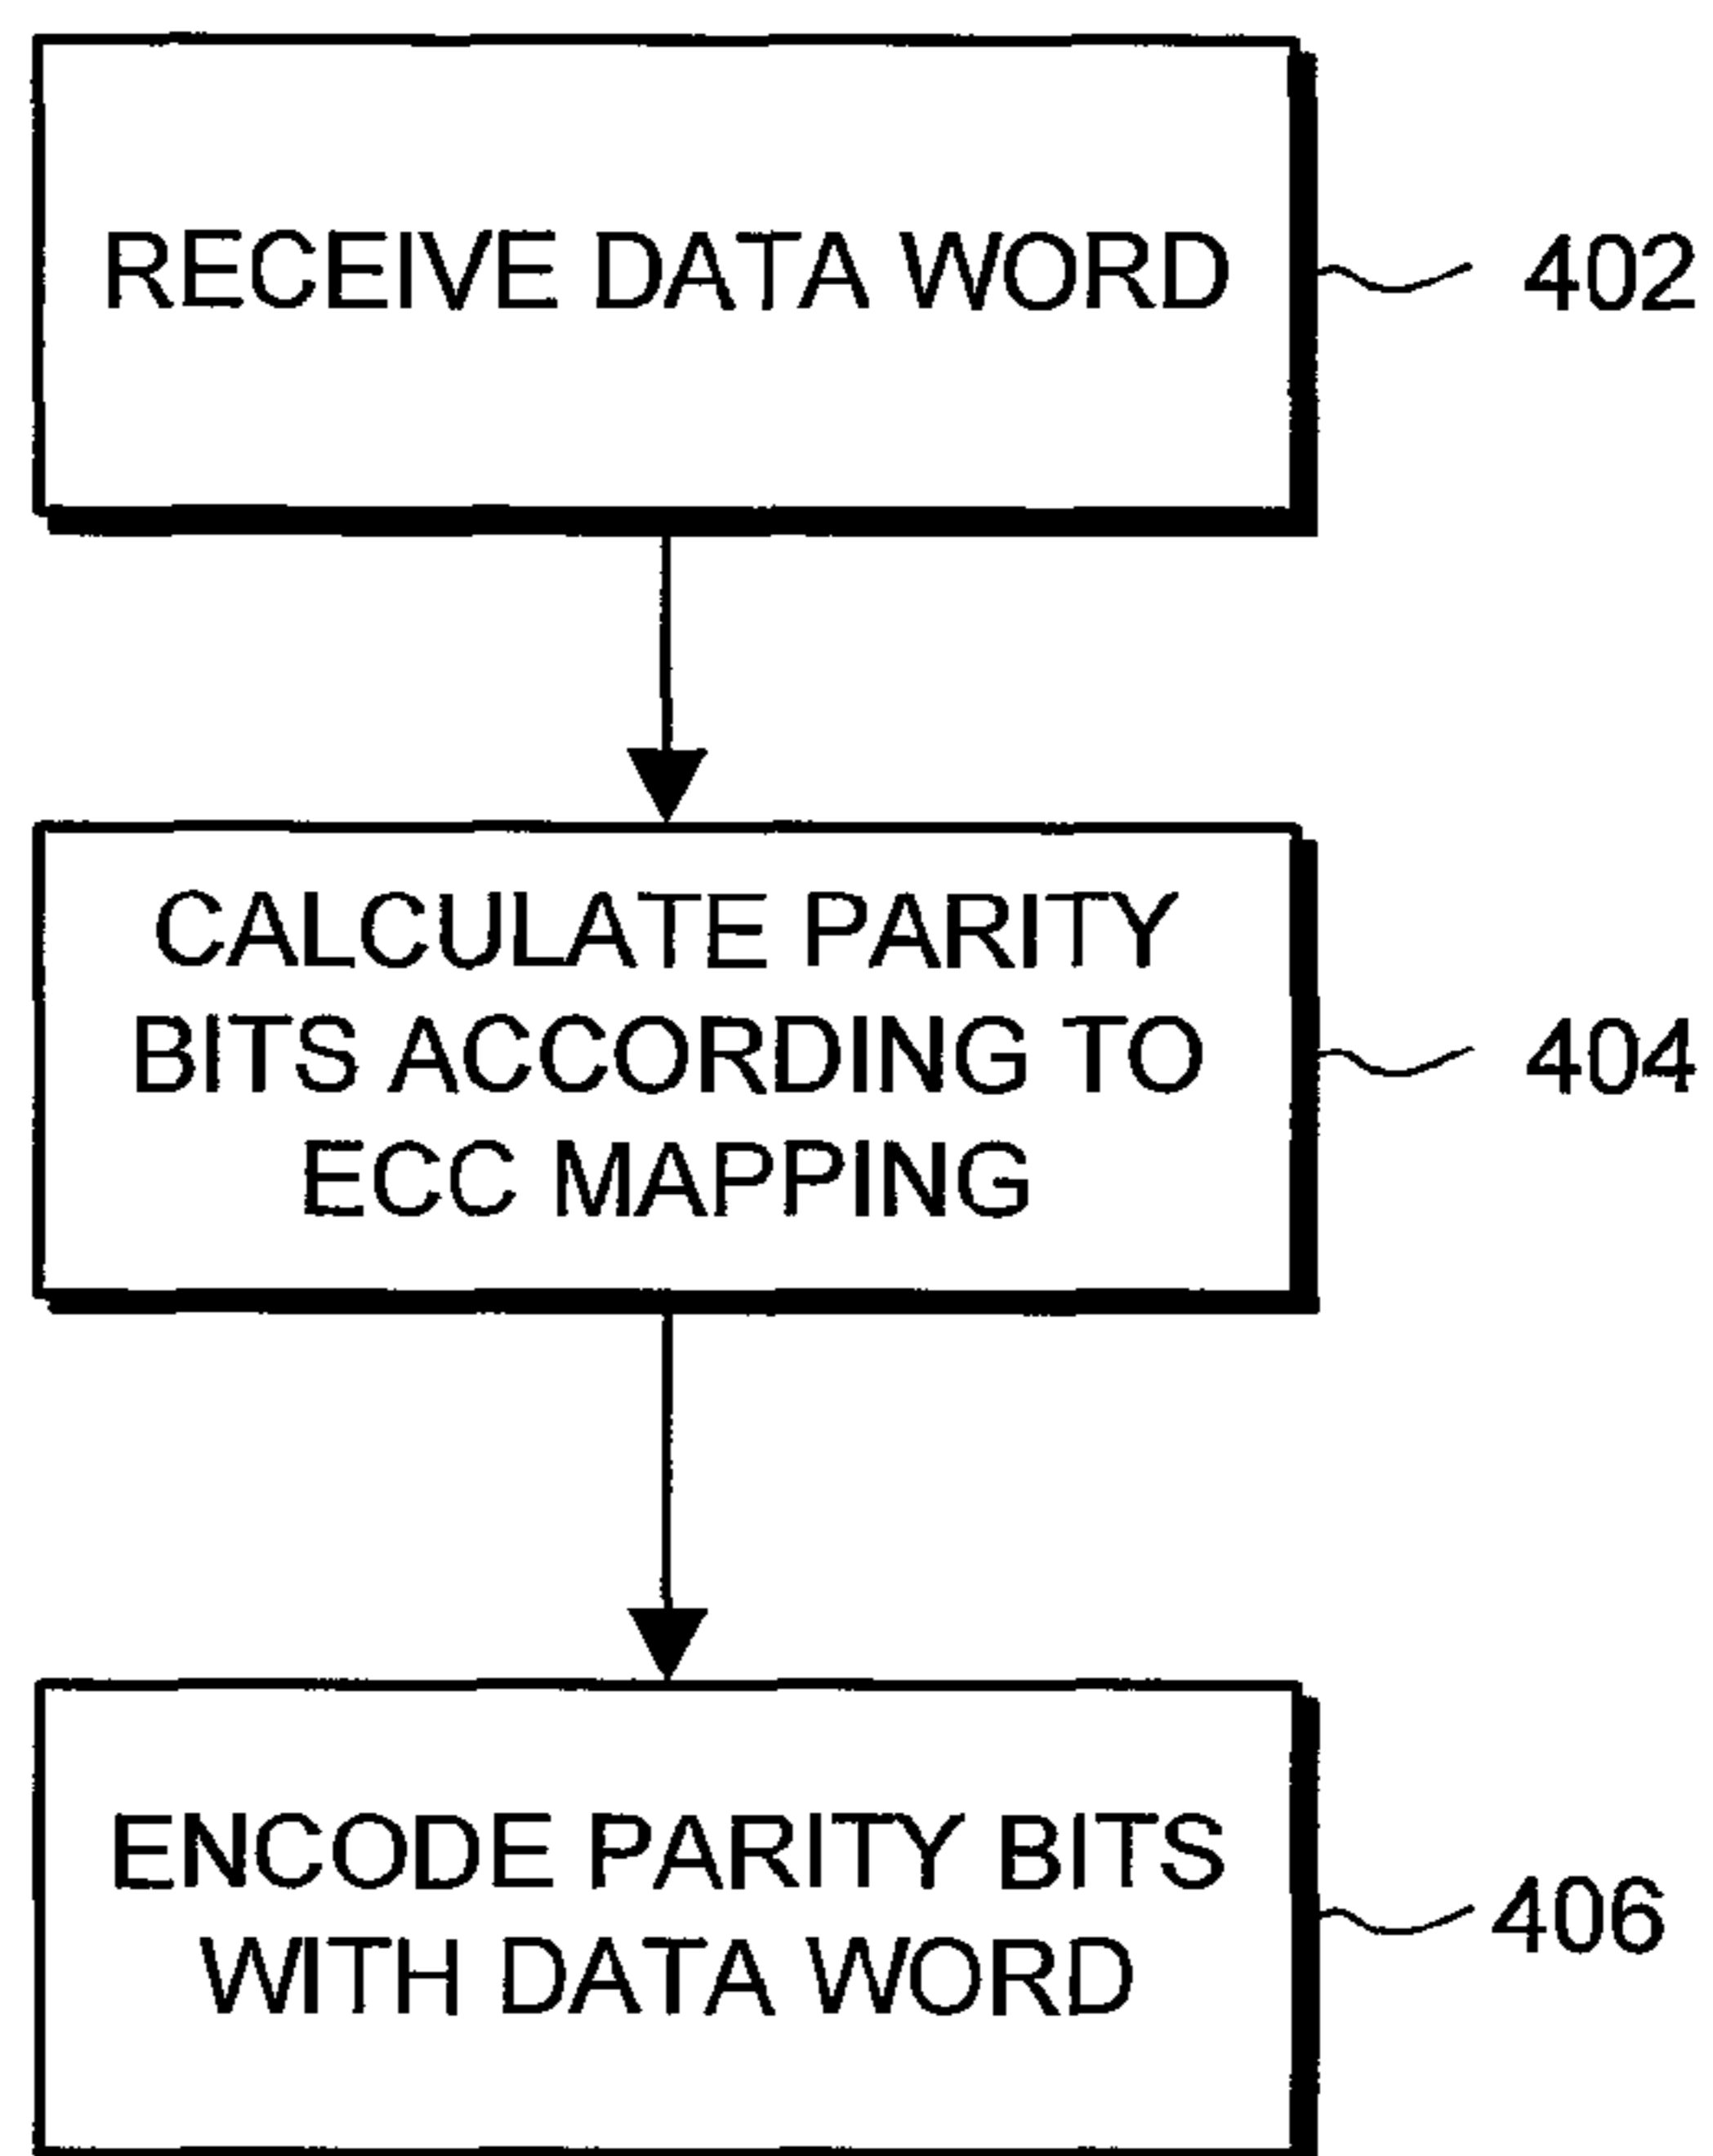 RECEIVE DATA WORD
402
CALCULATE PARITY
BITS ACCORDING TO
ECC MAPPING
404
ENCODE PARITY BITS
WITH DATA WORD
406